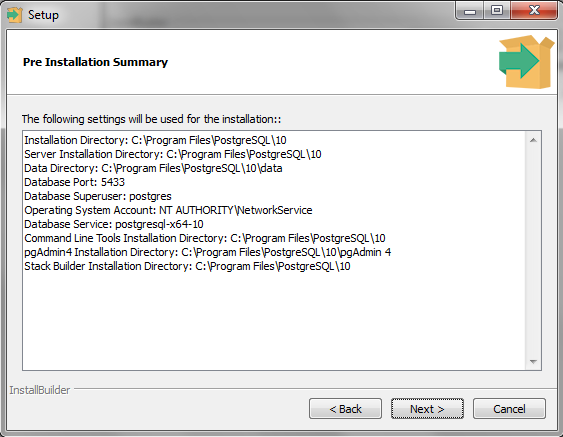 Setup
Pre Installation Summary
The following settings will be used for the installation::
Installation Directory: C:\Program Files\PostgreSQL\10
Server Installation Directory: C:\Program Files\PostgreSQL\10
Data Directory: C:\Program Files\PostgreSQL\10\data
Database Port: 5433
Database Superuser: postgres
Operating System Account: NT AUTHORITY\NetworkService
Database Service: postgresql-x64-10
Command Line Tools Installation Directory: C:\Program Files\PostgreSQL\10
pgAdmin4 Installation Directory: C:\Program Files\PostgreSQL\10\pgAdmin 4
Stack Builder Installation Directory: C:\Program Files\PostgreSQL\10
InstallBuilder
< Back Next > Cancel